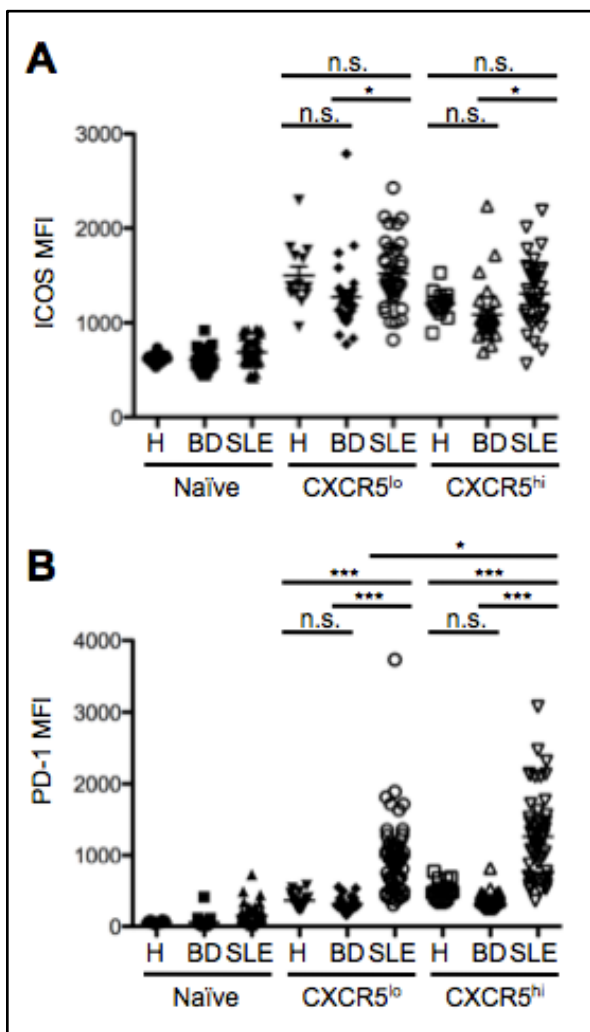 A
n.s. n.s.
* *
n.s. n.s.
3000
2000
1000
0
ICOS MFI
H BD SLE H BD SLE H BD SLE
Naïve CXCR5lo CXCR5hi
B
*
*** ***
*** ***
n.s. n.s.
4000
3000
2000
1000
0
PD-1 MFI
H BD SLE H BD SLE H BD SLE
Naïve CXCR5lo CXCR5hi